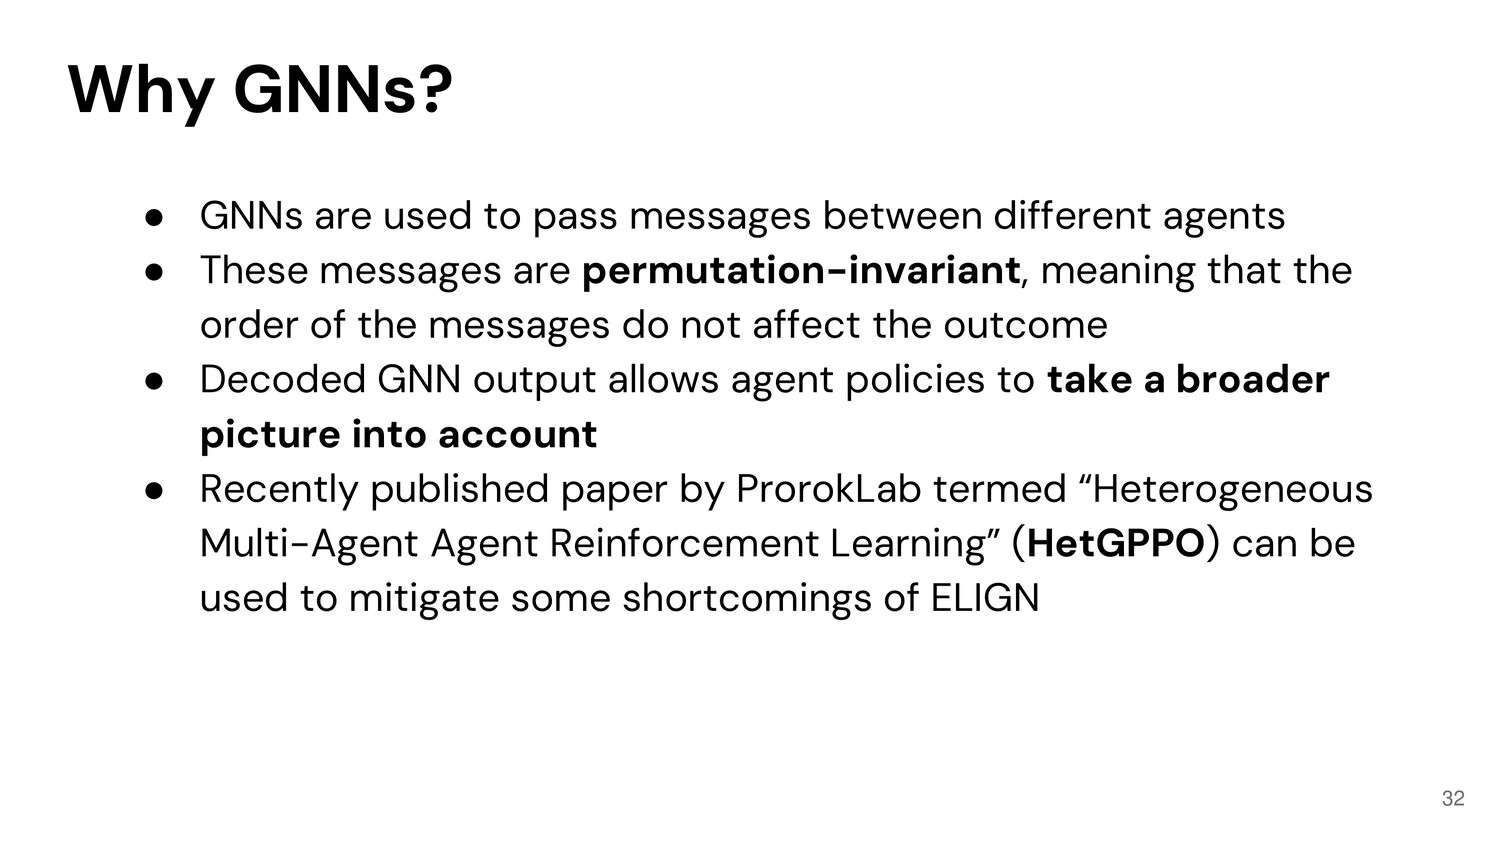 Why GNNs?
● GNNs are used to pass messages between different agents
● These messages are permutation-invariant, meaning that the
order of the messages do not affect the outcome
● Decoded GNN output allows agent policies to take a broader
picture into account
● Recently published paper by ProrokLab termed “Heterogeneous
Multi-Agent Agent Reinforcement Learning” (HetGPPO) can be
used to mitigate some shortcomings of ELIGN
32